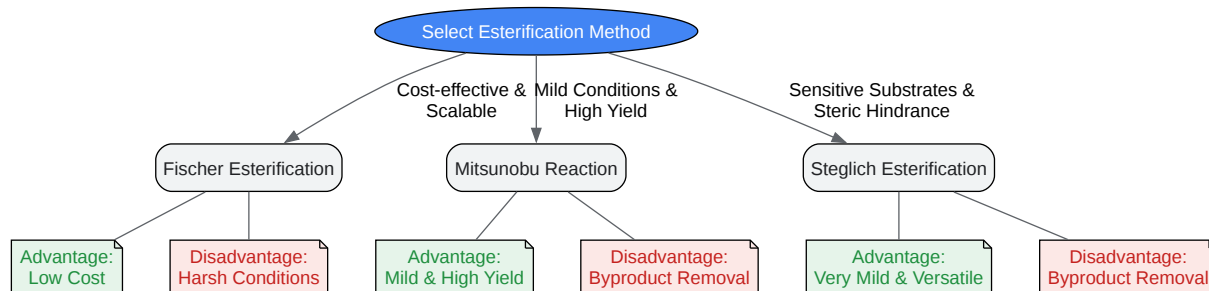 Select Esterification Method
Cost-effective &
Scalable
Mild Conditions &
High Yield
Sensitive Substrates &
Steric Hindrance
Fischer Esterification
Mitsunobu Reaction
Steglich Esterification
Advantage:
Low Cost
Disadvantage:
Harsh Conditions
Advantage:
Mild & High Yield
Disadvantage:
Byproduct Removal
Advantage:
Very Mild & Versatile
Disadvantage:
Byproduct Removal